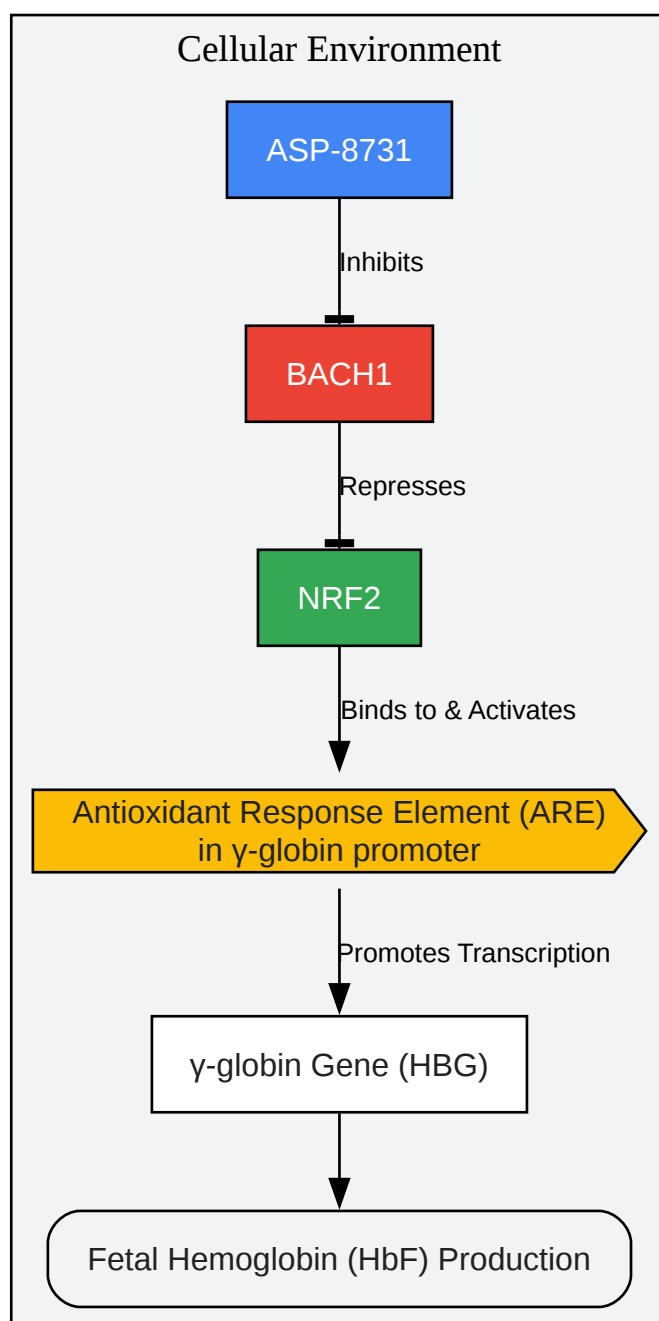 Cellular Environment
ASP-8731
Inhibits
BACH1
Represses
NRF2
Binds to & Activates
Antioxidant Response Element (ARE)
in γ-globin promoter
Promotes Transcription
γ-globin Gene (HBG)
Fetal Hemoglobin (HbF) Production